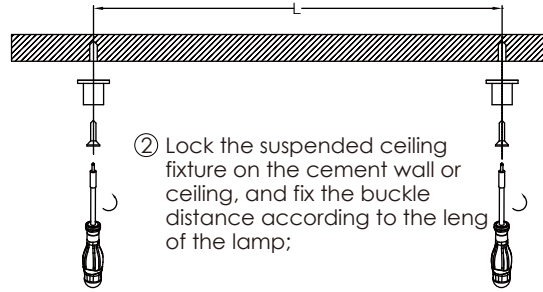 L
② Lock the suspended ceiling
fixture on the cement wall or
ceiling, and fix the buckle
distance according to the leng
of the lamp;